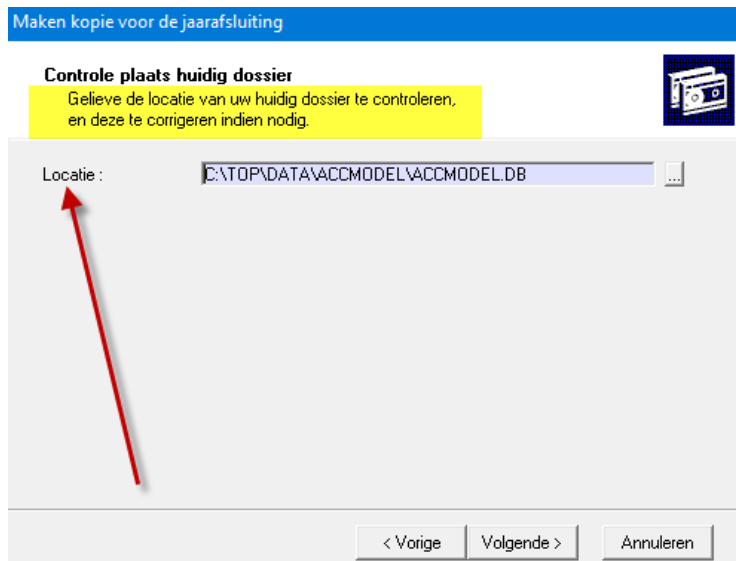 Maken kopie voor de jaarafsluiting
Controle plaats huidig dossier
Gelieve de locatie van uw huidig dossier te controleren,
en deze te corrigeren indien nodig.
Locatie : C:\TOP\DATA\ACCMODEL\ACCMODEL.DB ...
< Vorige Volgende > Annuleren